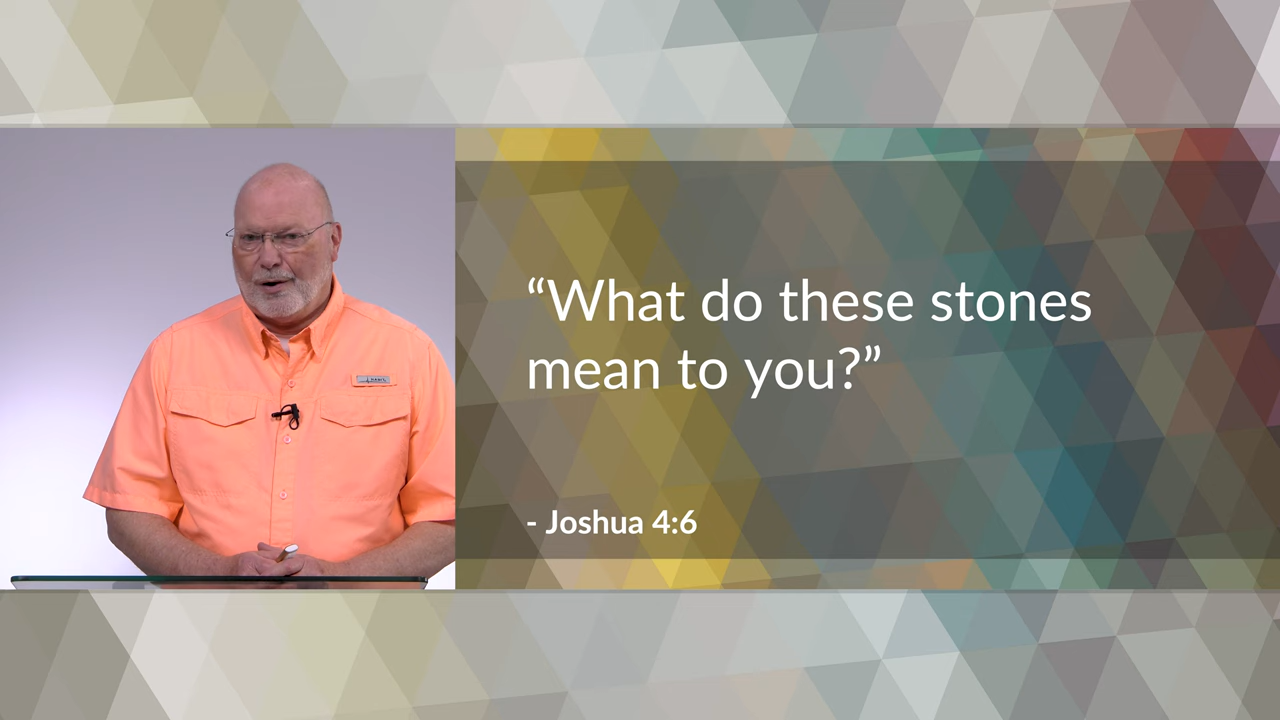 “What do these stones
mean to you?”
- Joshua 4:6